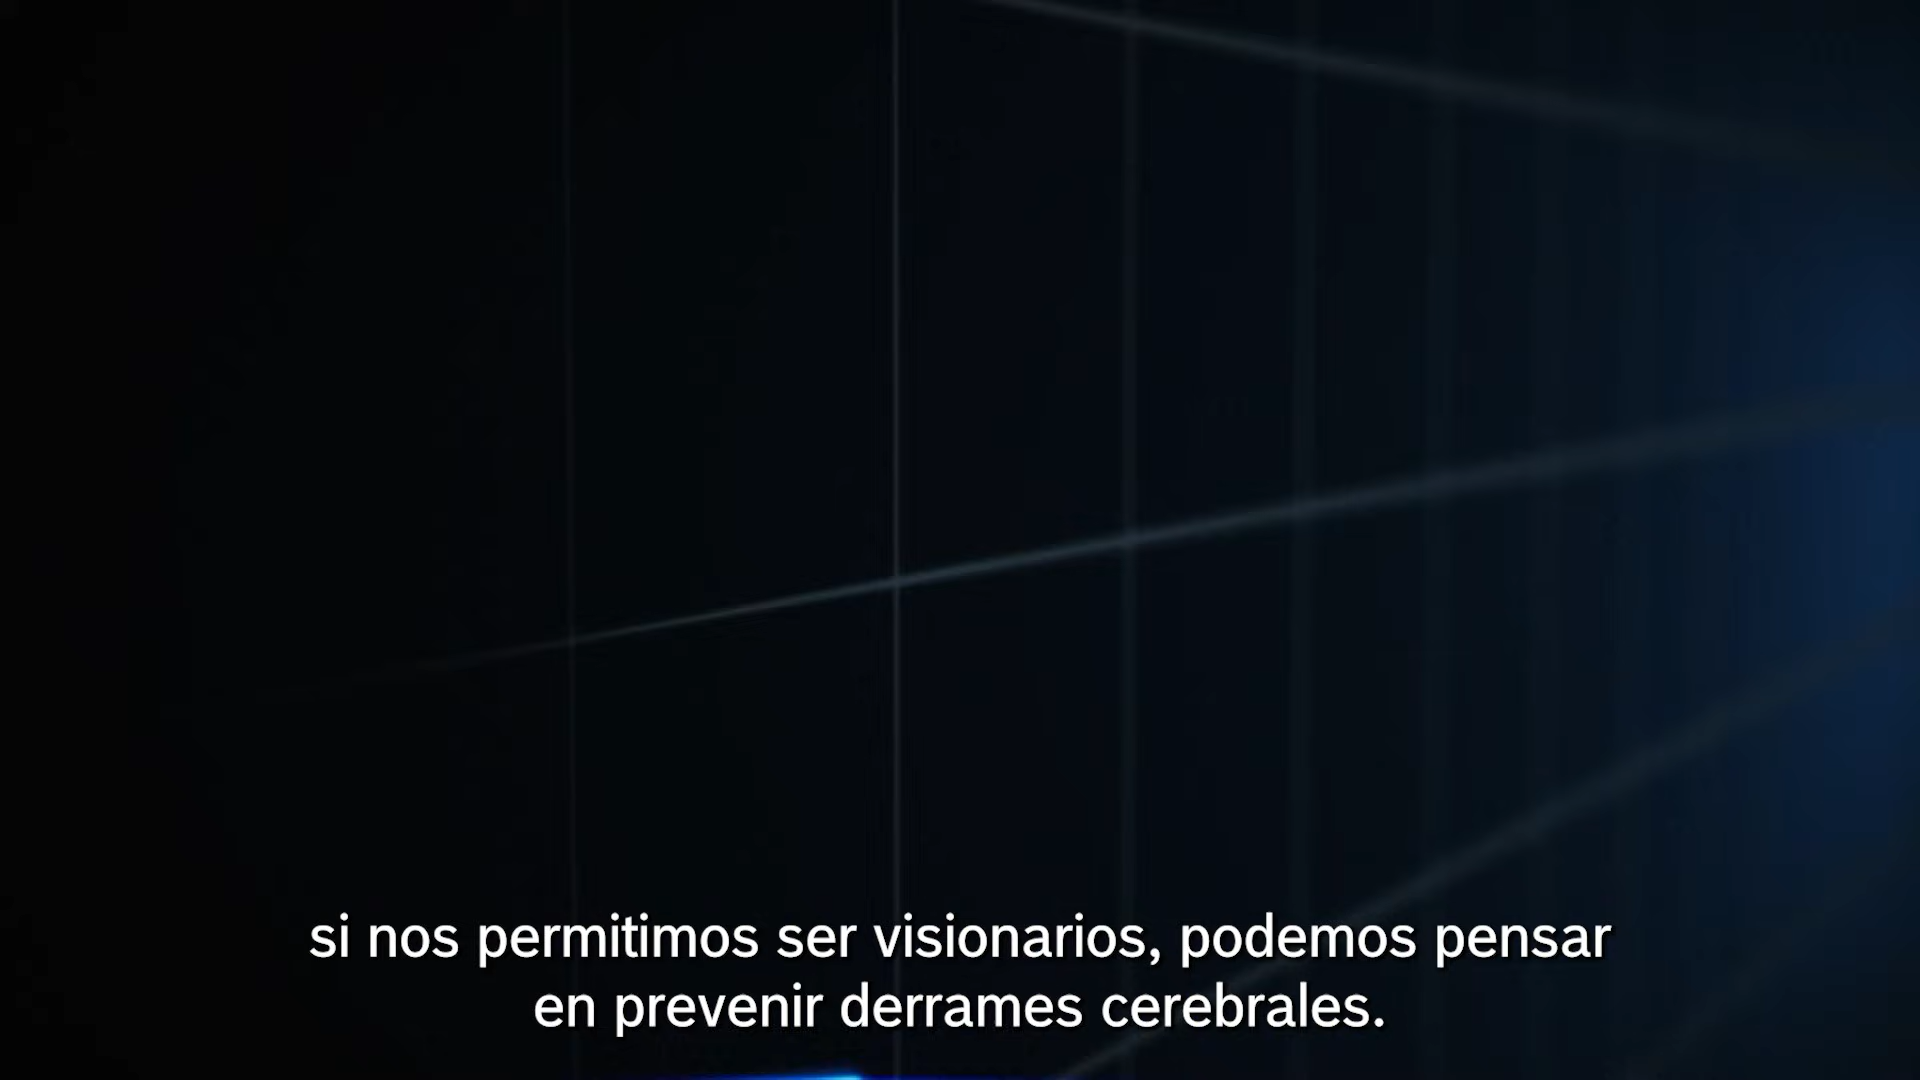 si nos permitimos ser visionarios, podemos pensar
en prevenir derrames cerebrales.